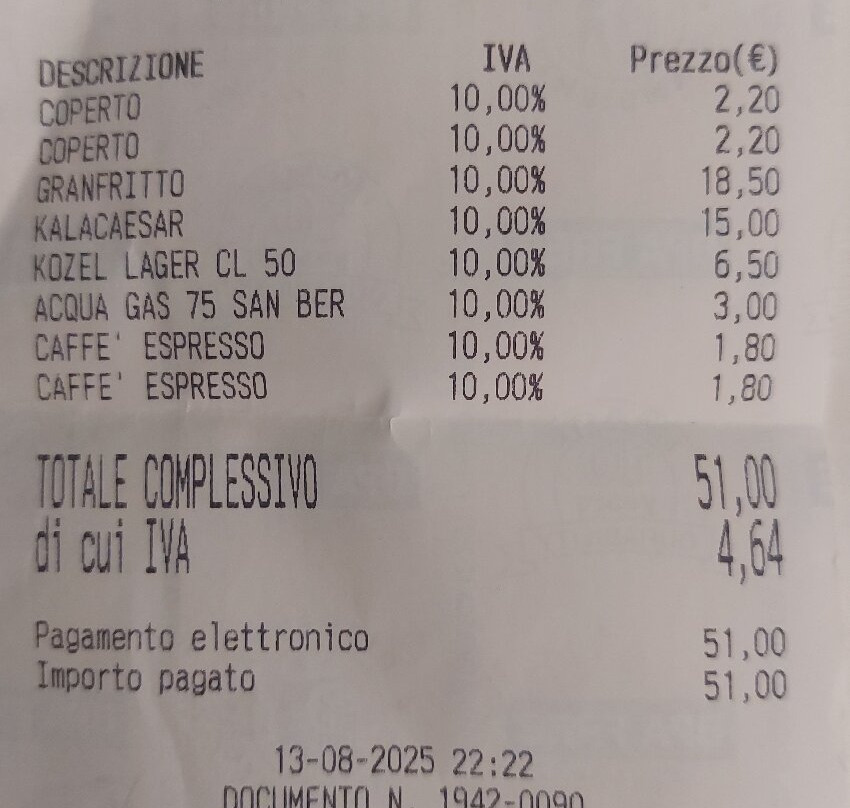 DESCRIZIONE IVA Prezzo(€)
COPERTO 10,00% 2,20
COPERTO 10,00% 2,20
GRANFRITTO 10,00% 18,50
KALACAESAR 10,00% 15,00
KOZEL LAGER CL 50 10,00% 6,50
ACQUA GAS 75 SAN BER 10,00% 3,00
CAFFE' ESPRESSO 10,00% 1,80
CAFFE' ESPRESSO 10,00% 1,80
TOTALE COMPLESSIVO 51,00
di cui IVA 4,64
Pagamento elettronico 51,00
Importo pagato 51,00
13-08-2025 22:22
DOCUMENTO N. 1942-0090